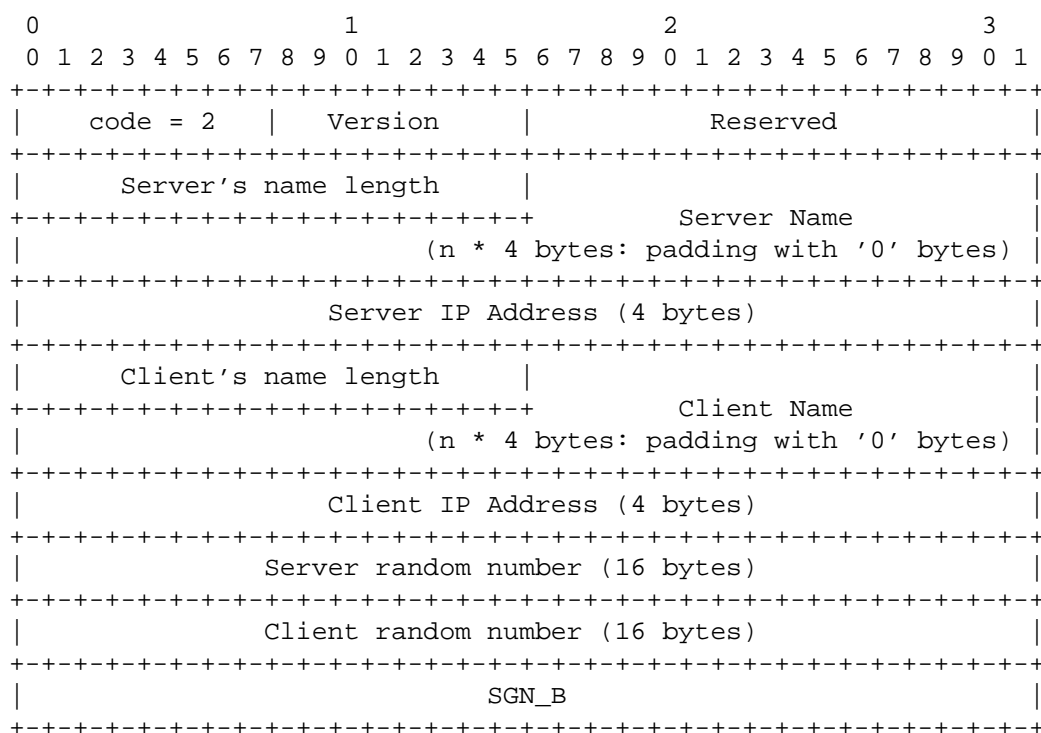 0                   1                   2                   3
 0 1 2 3 4 5 6 7 8 9 0 1 2 3 4 5 6 7 8 9 0 1 2 3 4 5 6 7 8 9 0 1
+-+-+-+-+-+-+-+-+-+-+-+-+-+-+-+-+-+-+-+-+-+-+-+-+-+-+-+-+-+-+-+-+
|    code = 2   |   Version     |           Reserved            |
+-+-+-+-+-+-+-+-+-+-+-+-+-+-+-+-+-+-+-+-+-+-+-+-+-+-+-+-+-+-+-+-+
|      Server’s name length     |                               |
+-+-+-+-+-+-+-+-+-+-+-+-+-+-+-+-+         Server Name           |
|                         (n * 4 bytes: padding with ’0’ bytes) |
+-+-+-+-+-+-+-+-+-+-+-+-+-+-+-+-+-+-+-+-+-+-+-+-+-+-+-+-+-+-+-+-+
|                   Server IP Address (4 bytes)                 |
+-+-+-+-+-+-+-+-+-+-+-+-+-+-+-+-+-+-+-+-+-+-+-+-+-+-+-+-+-+-+-+-+
|      Client’s name length     |                               |
+-+-+-+-+-+-+-+-+-+-+-+-+-+-+-+-+         Client Name           |
|                         (n * 4 bytes: padding with ’0’ bytes) |
+-+-+-+-+-+-+-+-+-+-+-+-+-+-+-+-+-+-+-+-+-+-+-+-+-+-+-+-+-+-+-+-+
|                   Client IP Address (4 bytes)                 |
+-+-+-+-+-+-+-+-+-+-+-+-+-+-+-+-+-+-+-+-+-+-+-+-+-+-+-+-+-+-+-+-+
|               Server random number (16 bytes)                 |
+-+-+-+-+-+-+-+-+-+-+-+-+-+-+-+-+-+-+-+-+-+-+-+-+-+-+-+-+-+-+-+-+
|               Client random number (16 bytes)                 |
+-+-+-+-+-+-+-+-+-+-+-+-+-+-+-+-+-+-+-+-+-+-+-+-+-+-+-+-+-+-+-+-+
|                             SGN_B                             |
+-+-+-+-+-+-+-+-+-+-+-+-+-+-+-+-+-+-+-+-+-+-+-+-+-+-+-+-+-+-+-+-+